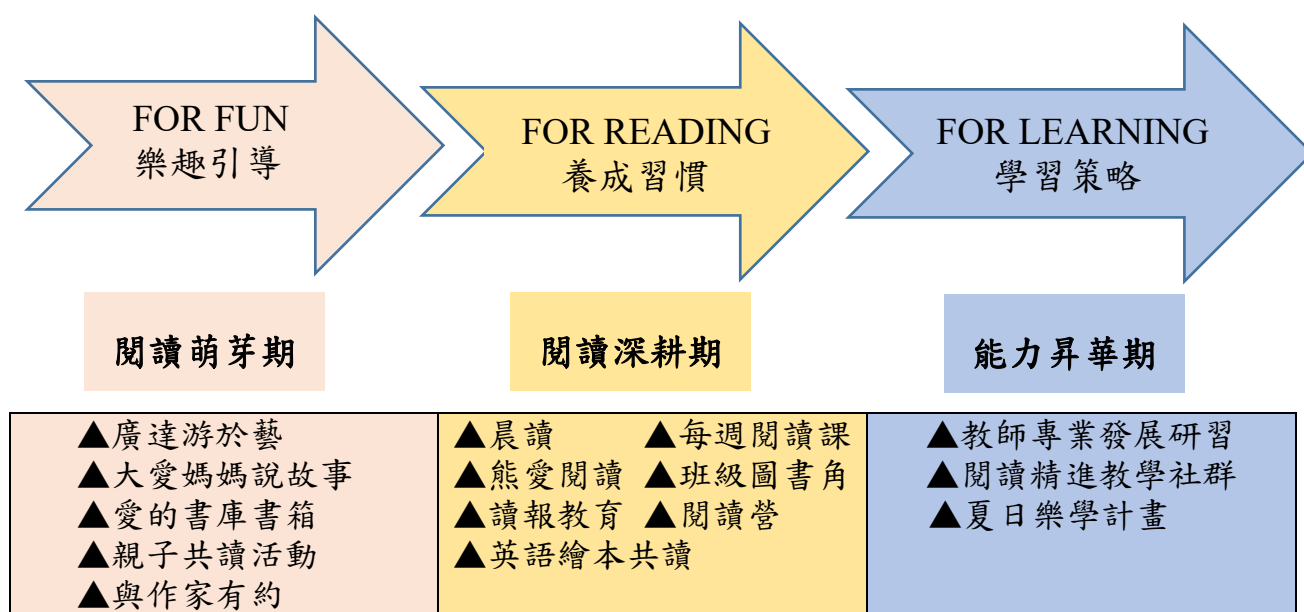 FOR FUN
樂趣引導
FOR READING
養成習慣
FOR LEARNING
學習策略
閱讀萌芽期
閱讀深耕期
能力昇華期
▲廣達游於藝
▲大愛媽媽說故事
▲愛的書庫書箱
▲親子共讀活動
▲與作家有約
▲晨讀 ▲每週閱讀課
▲熊愛閱讀 ▲班級圖書角
▲讀報教育 ▲閱讀營
▲英語繪本共讀
▲教師專業發展研習
▲閱讀精進教學社群
▲夏日樂學計畫